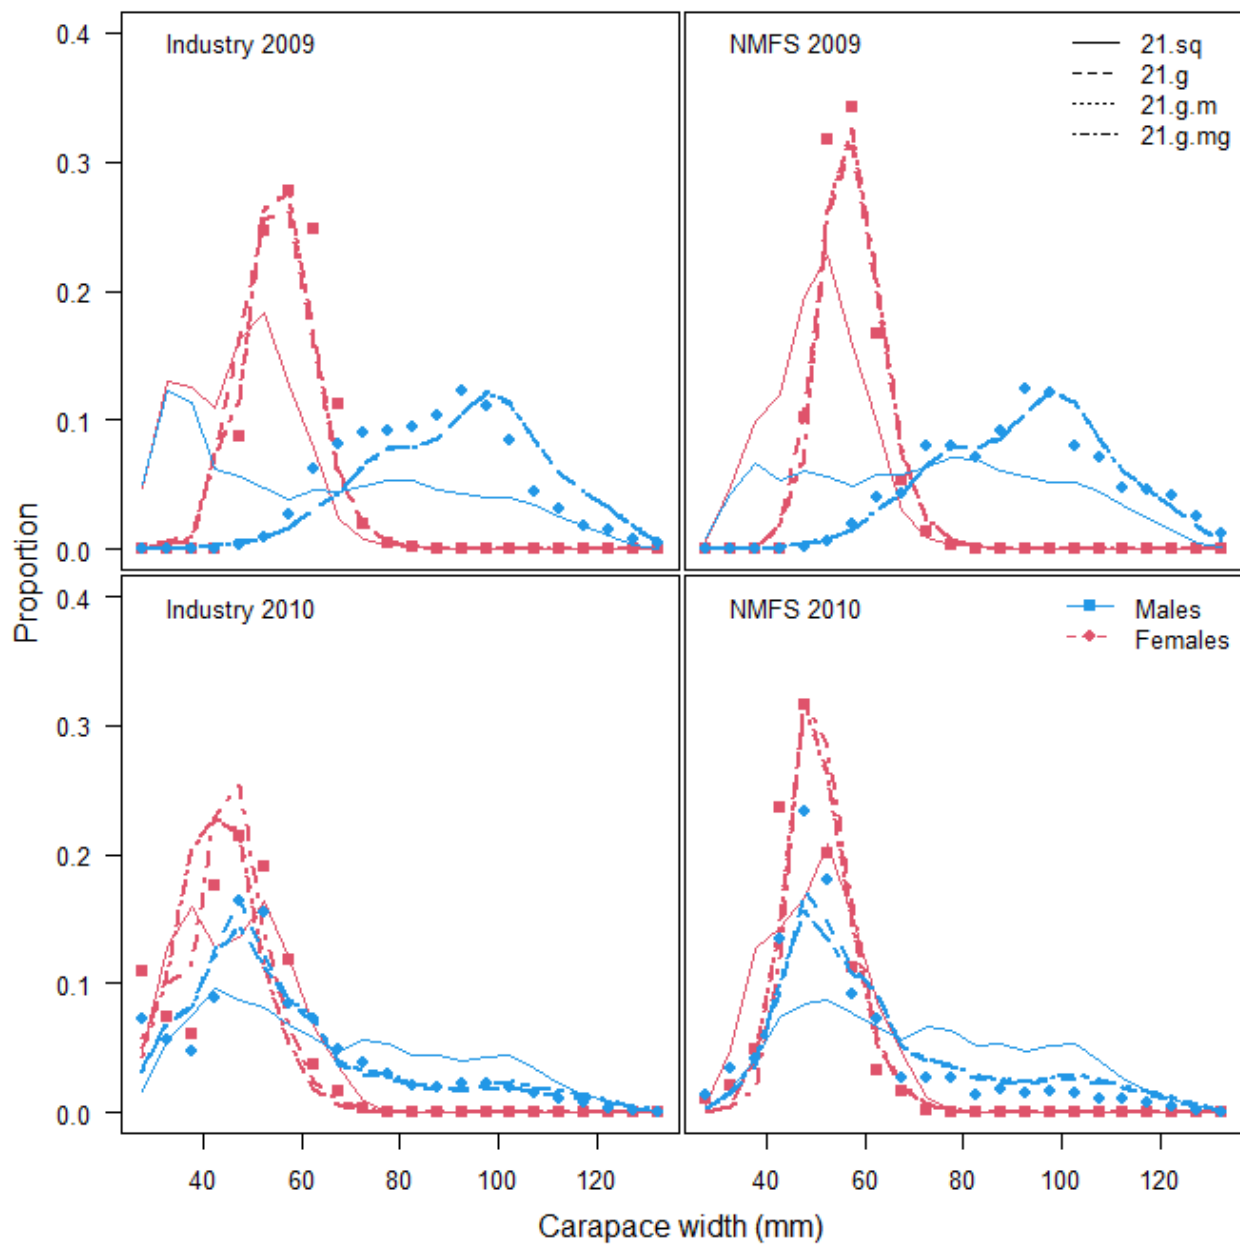 Industry 2009
NMFS 2009
21.sq
21.g
21.g.m
21.g.mg
0.4
0.3
0.2
0.1
0.0
Industry 2010
NMFS 2010
Males
Females
0.4
0.3
0.2
0.1
0.0
Proportion
40 60 80 100 120
40 60 80 100 120
Carapace width (mm)